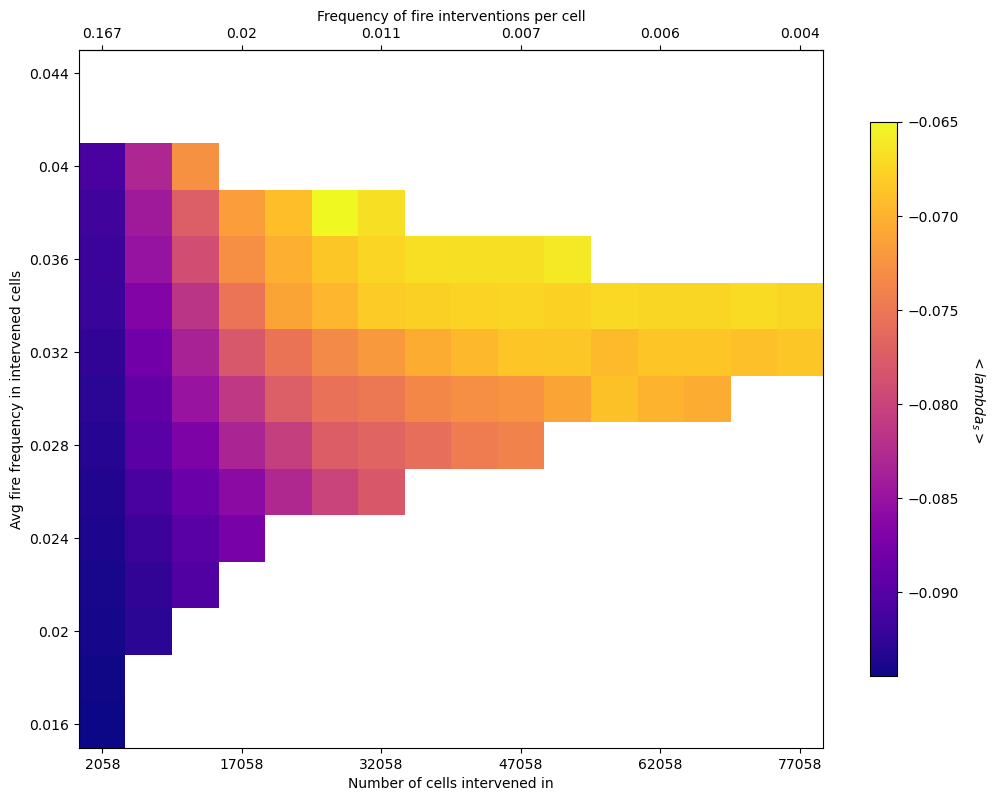 Frequency of fire interventions per cell
0.167 0.02 0.011 0.007 0.006 0.004
Avg fire frequency in intervened cells
0.044
0.04
0.036
0.032
0.028
0.024
0.02
0.016
2058 17058 32058 47058 62058 77058
Number of cells intervened in
−0.065
−0.070
−0.075
−0.080
−0.085
−0.090
< lambda_s >